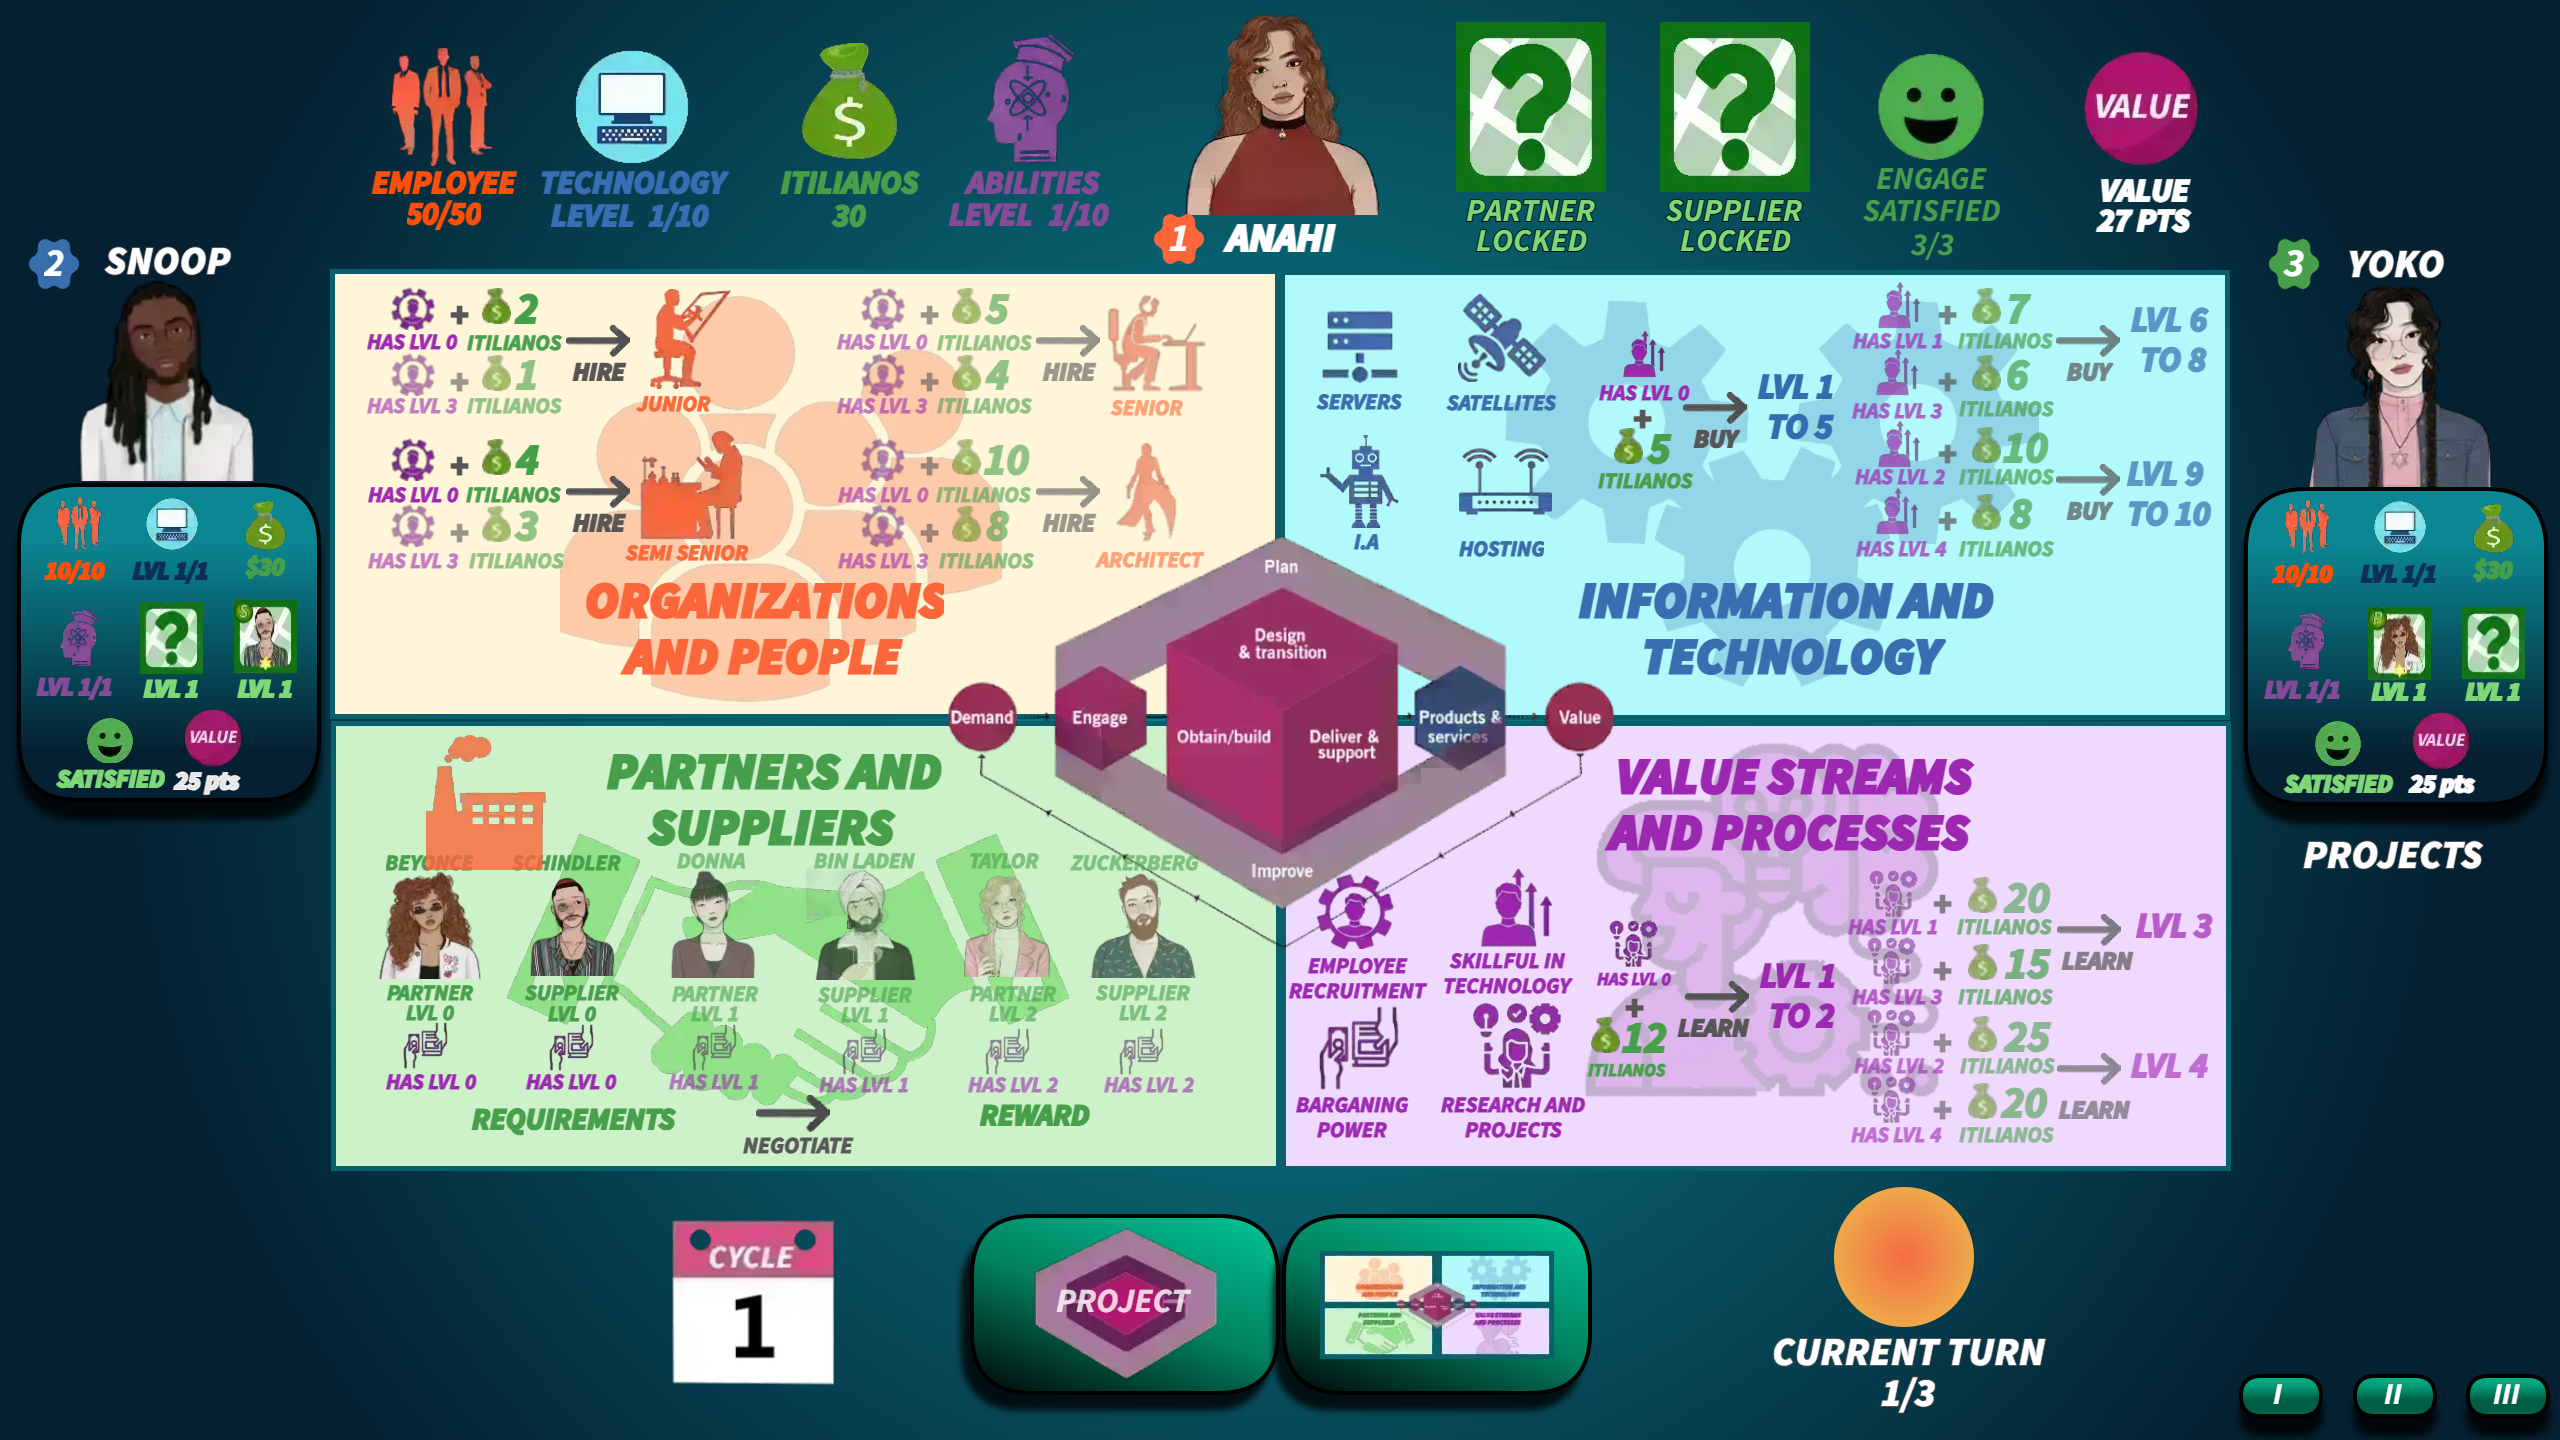 EMPLOYEE
50/50
TECHNOLOGY
LEVEL 1/10
$
ITILIANOS
30
ABILITIES
LEVEL 1/10
1 ANAHI
?
PARTNER
LOCKED
?
SUPPLIER
LOCKED
ENGAGE
SATISFIED
3/3
VALUE
VALUE
27 PTS
2 SNOOP
10/10
LVL 1/1
$
$30
LVL 1/1
?
LVL 1
$
LVL 1
SATISFIED
VALUE
25 pts
3 YOKO
10/10
LVL 1/1
$
$30
LVL 1/1
LVL 1
?
LVL 1
SATISFIED
VALUE
25 pts
PROJECTS
+ $ 2
HAS LVL 0 ITILIANOS
+ $ 1
HAS LVL 3 ITILIANOS
HIRE
JUNIOR
+ $ 5
HAS LVL 0 ITILIANOS
+ $ 4
HAS LVL 3 ITILIANOS
HIRE
SENIOR
+ $ 4
HAS LVL 0 ITILIANOS
+ $ 3
HAS LVL 3 ITILIANOS
HIRE
SEMI SENIOR
+ $ 10
HAS LVL 0 ITILIANOS
+ $ 8
HAS LVL 3 ITILIANOS
HIRE
ARCHITECT
ORGANIZATIONS
AND PEOPLE
SERVERS
SATELLITES
I.A
HOSTING
HAS LVL 0
+
$ 5
ITILIANOS
BUY
LVL 1
TO 5
+ $ 7
HAS LVL 1 ITILIANOS
+ $ 6
HAS LVL 3 ITILIANOS
BUY
LVL 6
TO 8
+ $ 10
HAS LVL 2 ITILIANOS
+ $ 8
HAS LVL 4 ITILIANOS
BUY
LVL 9
TO 10
INFORMATION AND
TECHNOLOGY
Plan
Design
& transition
Demand
Engage
Obtain/build
Deliver &
support
Products &
services
Value
Improve
PARTNERS AND
SUPPLIERS
BEYONCE
SCHINDLER
DONNA
BIN LADEN
TAYLOR
ZUCKERBERG
PARTNER
LVL 0
SUPPLIER
LVL 0
PARTNER
LVL 1
SUPPLIER
LVL 1
PARTNER
LVL 2
SUPPLIER
LVL 2
HAS LVL 0
HAS LVL 0
HAS LVL 1
HAS LVL 1
HAS LVL 2
HAS LVL 2
REQUIREMENTS
NEGOTIATE
REWARD
VALUE STREAMS
AND PROCESSES
EMPLOYEE
RECRUITMENT
SKILLFUL IN
TECHNOLOGY
BARGANING
POWER
RESEARCH AND
PROJECTS
HAS LVL 0
+
$ 12
ITILIANOS
LEARN
LVL 1
TO 2
+ $ 20
HAS LVL 1 ITILIANOS
+ $ 15
HAS LVL 3 ITILIANOS
LEARN
LVL 3
+ $ 25
HAS LVL 2 ITILIANOS
+ $ 20
HAS LVL 4 ITILIANOS
LEARN
LVL 4
CYCLE
1
PROJECT
ORGANIZATIONS
AND PEOPLE
INFORMATION AND
TECHNOLOGY
PARTNERS AND
SUPPLIERS
VALUE STREAMS
AND PROCESSES
CURRENT TURN
1/3
I
II
III